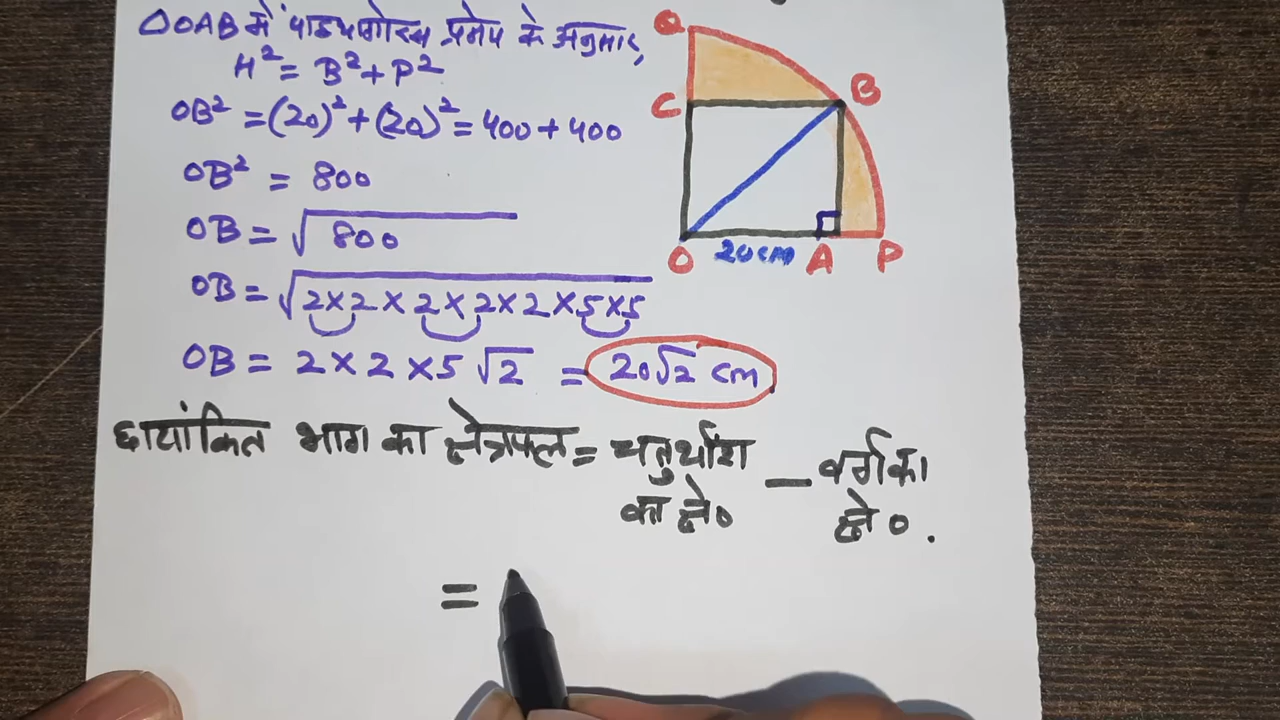 △OAB में पाइथागोरस प्रमेय के अनुसार,
H² = B² + P²
OB² = (20)² + (20)² = 400 + 400
OB² = 800
OB = √800
OB = √2×2×2×2×2×5×5
OB = 2×2×5√2 = 20√2 cm
छायांकित भाग का क्षेत्रफल = चतुर्थांश का क्षे० — वर्ग का क्षे०.
=
Q
C
B
O
20cm
A
P